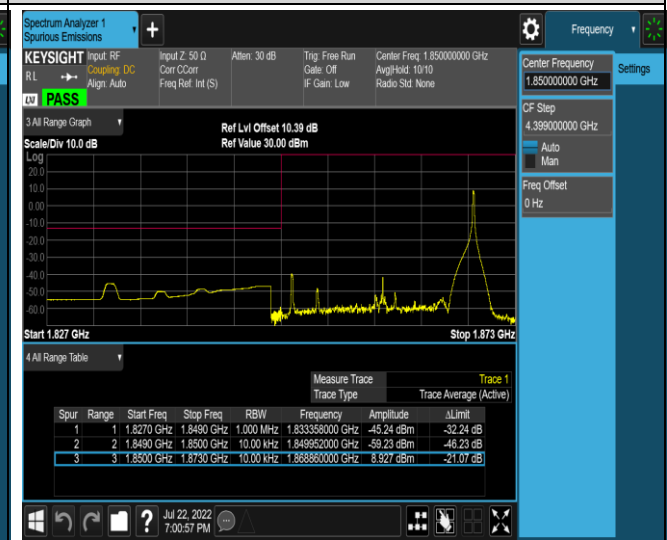 Spectrum Analyzer 1
Spurious Emissions
+
Frequency
KEYSIGHT Input: RF Input Z: 50 Ω Atten: 30 dB Trig: Free Run Center Freq: 1.850000000 GHz
RL Coupling: DC Corr CCorr Gate: Off Avg|Hold: 10/10
Align: Auto Freq Ref: Int (S) IF Gain: Low Radio Std: None
LXI PASS
Center Frequency
1.850000000 GHz
Settings
CF Step
4.399000000 GHz
Auto
Man
Freq Offset
0 Hz
3 All Range Graph
Ref Lvl Offset 10.39 dB
Scale/Div 10.0 dB Ref Value 30.00 dBm
Log
20.0
10.0
0.00
-10.0
-20.0
-30.0
-40.0
-50.0
-60.0
Start 1.827 GHz Stop 1.873 GHz
4 All Range Table
Measure Trace Trace 1
Trace Type Trace Average (Active)
Spur Range Start Freq Stop Freq RBW Frequency Amplitude ΔLimit
1 1 1.8270 GHz 1.8490 GHz 1.000 MHz 1.833358000 GHz -45.24 dBm -32.24 dB
2 2 1.8490 GHz 1.8500 GHz 10.00 kHz 1.849952000 GHz -59.23 dBm -46.23 dB
3 3 1.8500 GHz 1.8730 GHz 10.00 kHz 1.868860000 GHz 8.927 dBm -21.07 dB
? Jul 22, 2022
7:00:57 PM